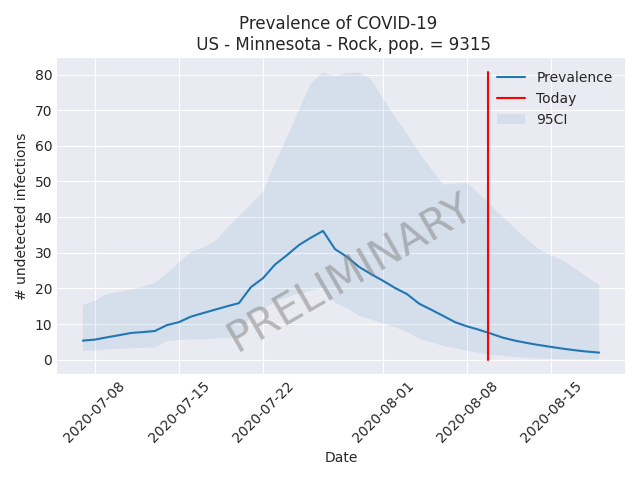 Prevalence of COVID-19
US - Minnesota - Rock, pop. = 9315
# undetected infections
80
70
60
50
40
30
20
10
0
Prevalence
Today
95CI
PRELIMINARY
2020-07-08
2020-07-15
2020-07-22
2020-08-01
2020-08-08
2020-08-15
Date